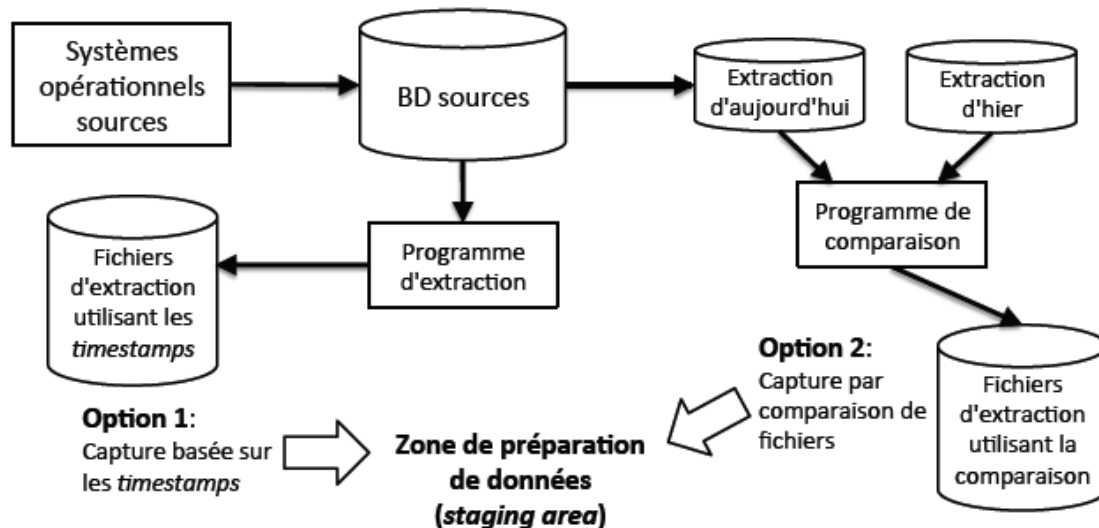 Systèmes
opérationnels
sources
BD sources
Extraction
d'aujourd'hui
Extraction
d'hier
Programme de
comparaison
Programme
d'extraction
Fichiers
d'extraction
utilisant les
timestamps
Option 1:
Capture basée sur
les timestamps
Zone de préparation
de données
(staging area)
Option 2:
Capture par
comparaison de
fichiers
Fichiers
d'extraction
utilisant la
comparaison